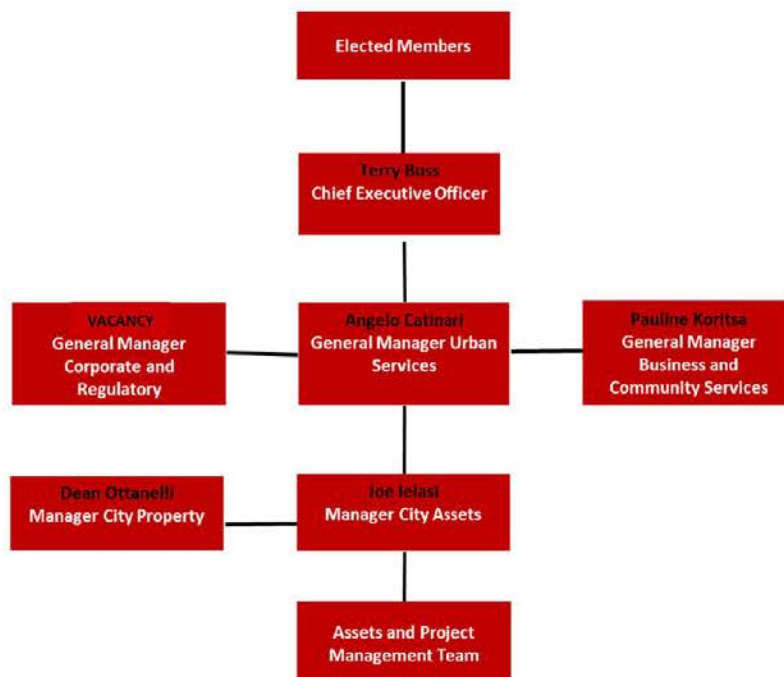 Elected Members
Terry Buss
Chief Executive Officer
VACANCY
General Manager
Corporate and
Regulatory
Angelo Catinari
General Manager Urban
Services
Pauline Koritsa
General Manager
Business and
Community Services
Dean Ottanelli
Manager City Property
Joe Ielasi
Manager City Assets
Assets and Project
Management Team